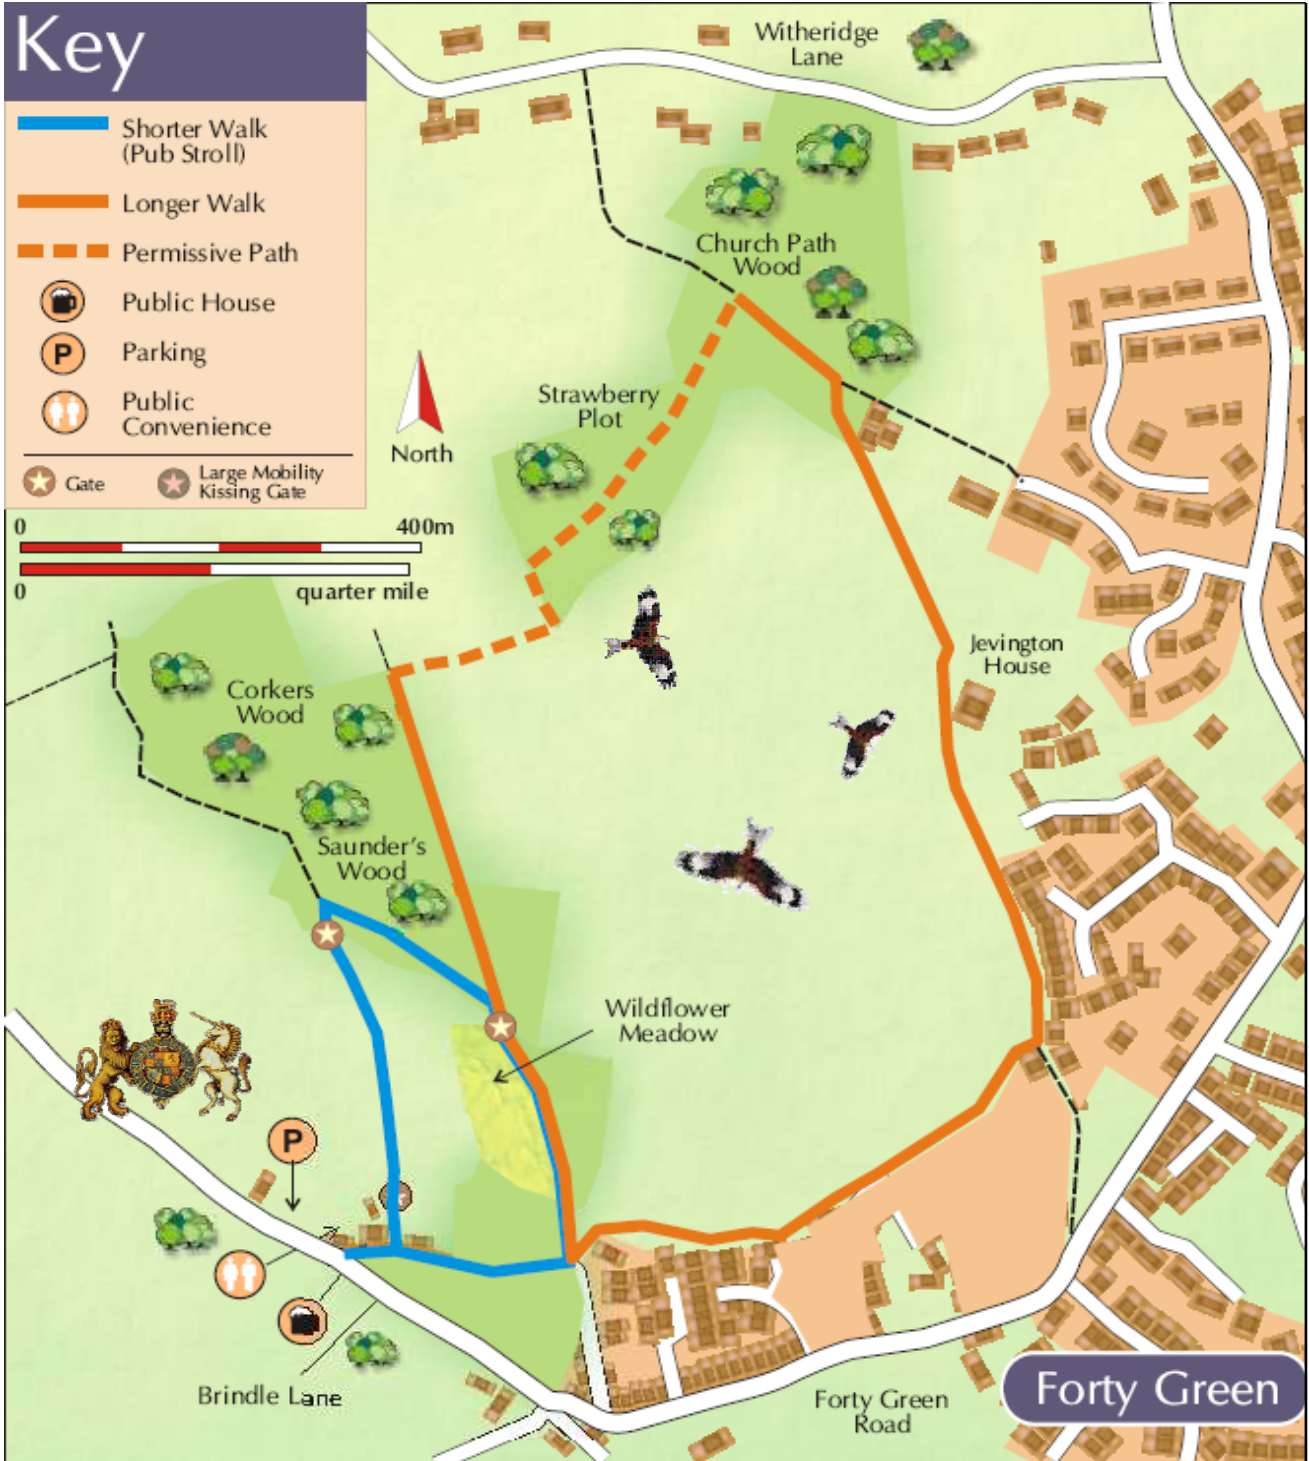 Key
Shorter Walk
(Pub Stroll)
Longer Walk
Permissive Path
Public House
P
Parking
Public
Convenience
Gate
Large Mobility
Kissing Gate
0
400m
0
quarter mile
Witheridge
Lane
Church Path
Wood
Strawberry
Plot
North
Jevington
House
Corkers
Wood
Saunder's
Wood
Wildflower
Meadow
P
Brindle Lane
Forty Green
Road
Forty Green